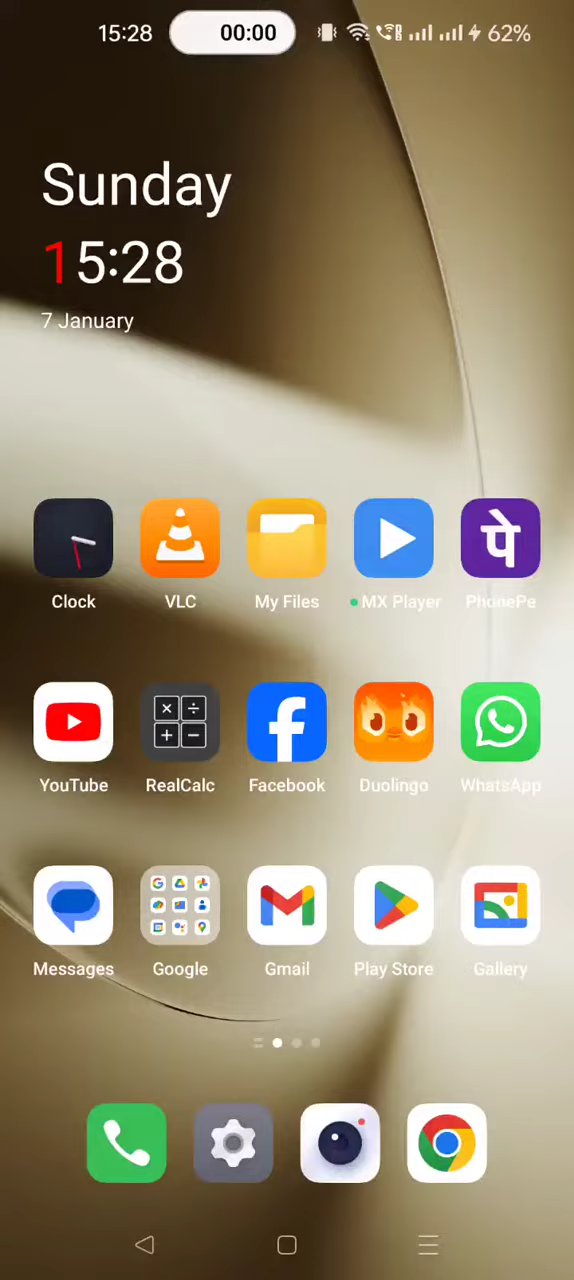 15:28 00:00 62%
Sunday
15:28
7 January
Clock VLC My Files MX Player PhonePe
YouTube RealCalc Facebook Duolingo WhatsApp
Messages Google Gmail Play Store Gallery